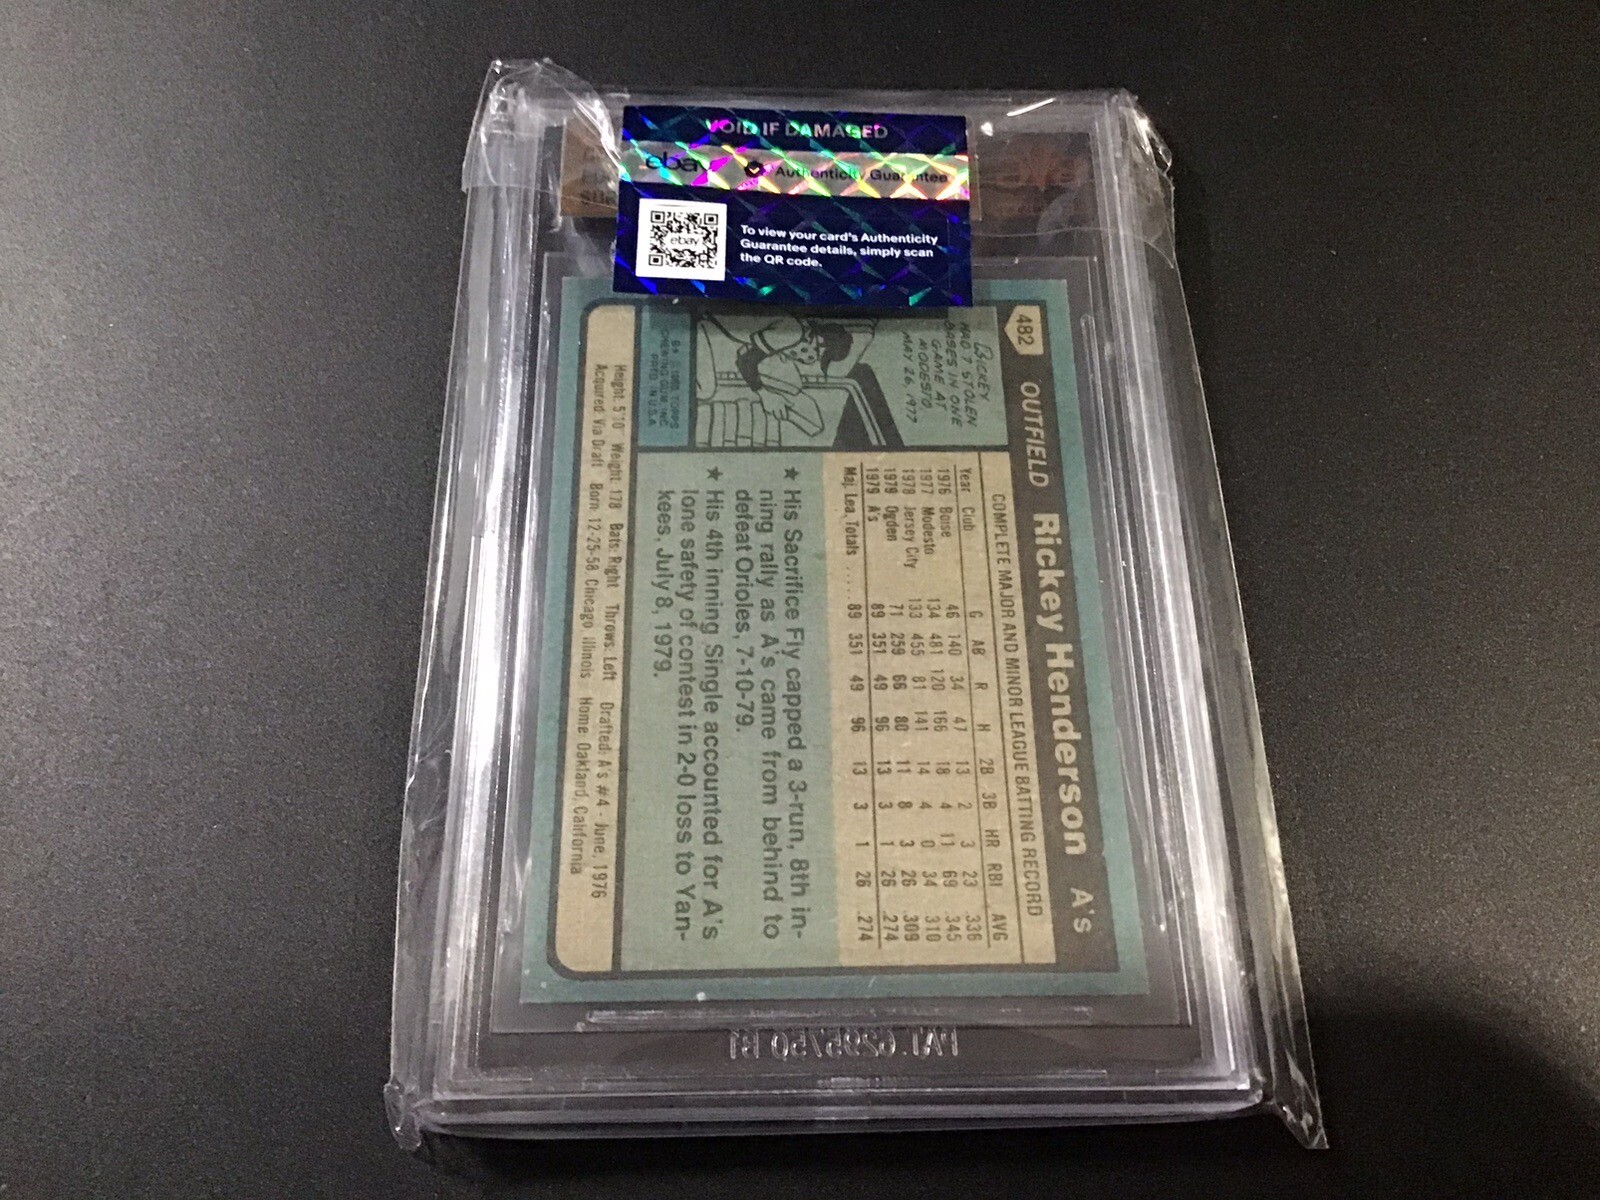 VOID IF DAMAGED
ebay Authenticity Guarantee
ebay
To view your card's Authenticity
Guarantee details, simply scan
the QR code.
482 OUTFIELD Rickey Henderson A's
RICKEY
HAD 7 STOLEN
BASES IN ONE
GAME AT
MODESTO
MAY 26, 1977
© 1980 TOPPS
CHEWING GUM, INC.
PRTD. IN U.S.A.
COMPLETE MAJOR AND MINOR LEAGUE BATTING RECORD
Year Club G AB R H 2B 3B HR RBI AVG
1976 Boise 46 140 34 47 13 2 3 23 .336
1977 Modesto 134 481 120 166 18 4 11 69 .345
1978 Jersey City 133 455 81 141 14 4 0 34 .310
1979 Ogden 71 259 66 80 11 8 3 26 .309
1979 A's 89 351 49 96 13 3 1 26 .274
Maj. Lea. Totals ..... 89 351 49 96 13 3 1 26 .274
★ His Sacrifice Fly capped a 3-run, 8th in-
ning rally as A's came from behind to
defeat Orioles, 7-10-79.
★ His 4th inning Single accounted for A's
lone safety of contest in 2-0 loss to Yan-
kees, July 8, 1979.
Height: 5'10" Weight: 178 Bats: Right Throws: Left Drafted: A's #4 - June, 1976
Acquired: Via Draft Born: 12-25-58, Chicago, Illinois Home: Oakland, California